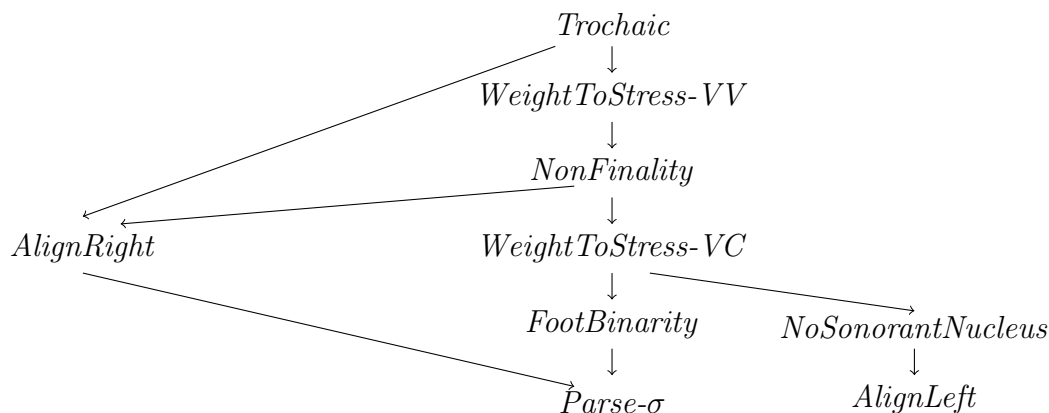 Trochaic
WeightToStress-VV
NonFinality
AlignRight WeightToStress-VC
FootBinarity NoSonorantNucleus
Parse-σ AlignLeft